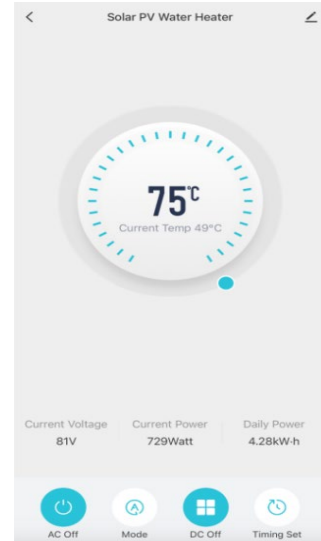 Solar PV Water Heater
75°C
Current Temp 49°C
Current Voltage Current Power Daily Power
81V 729Watt 4.28kW·h
AC Off Mode DC Off Timing Set